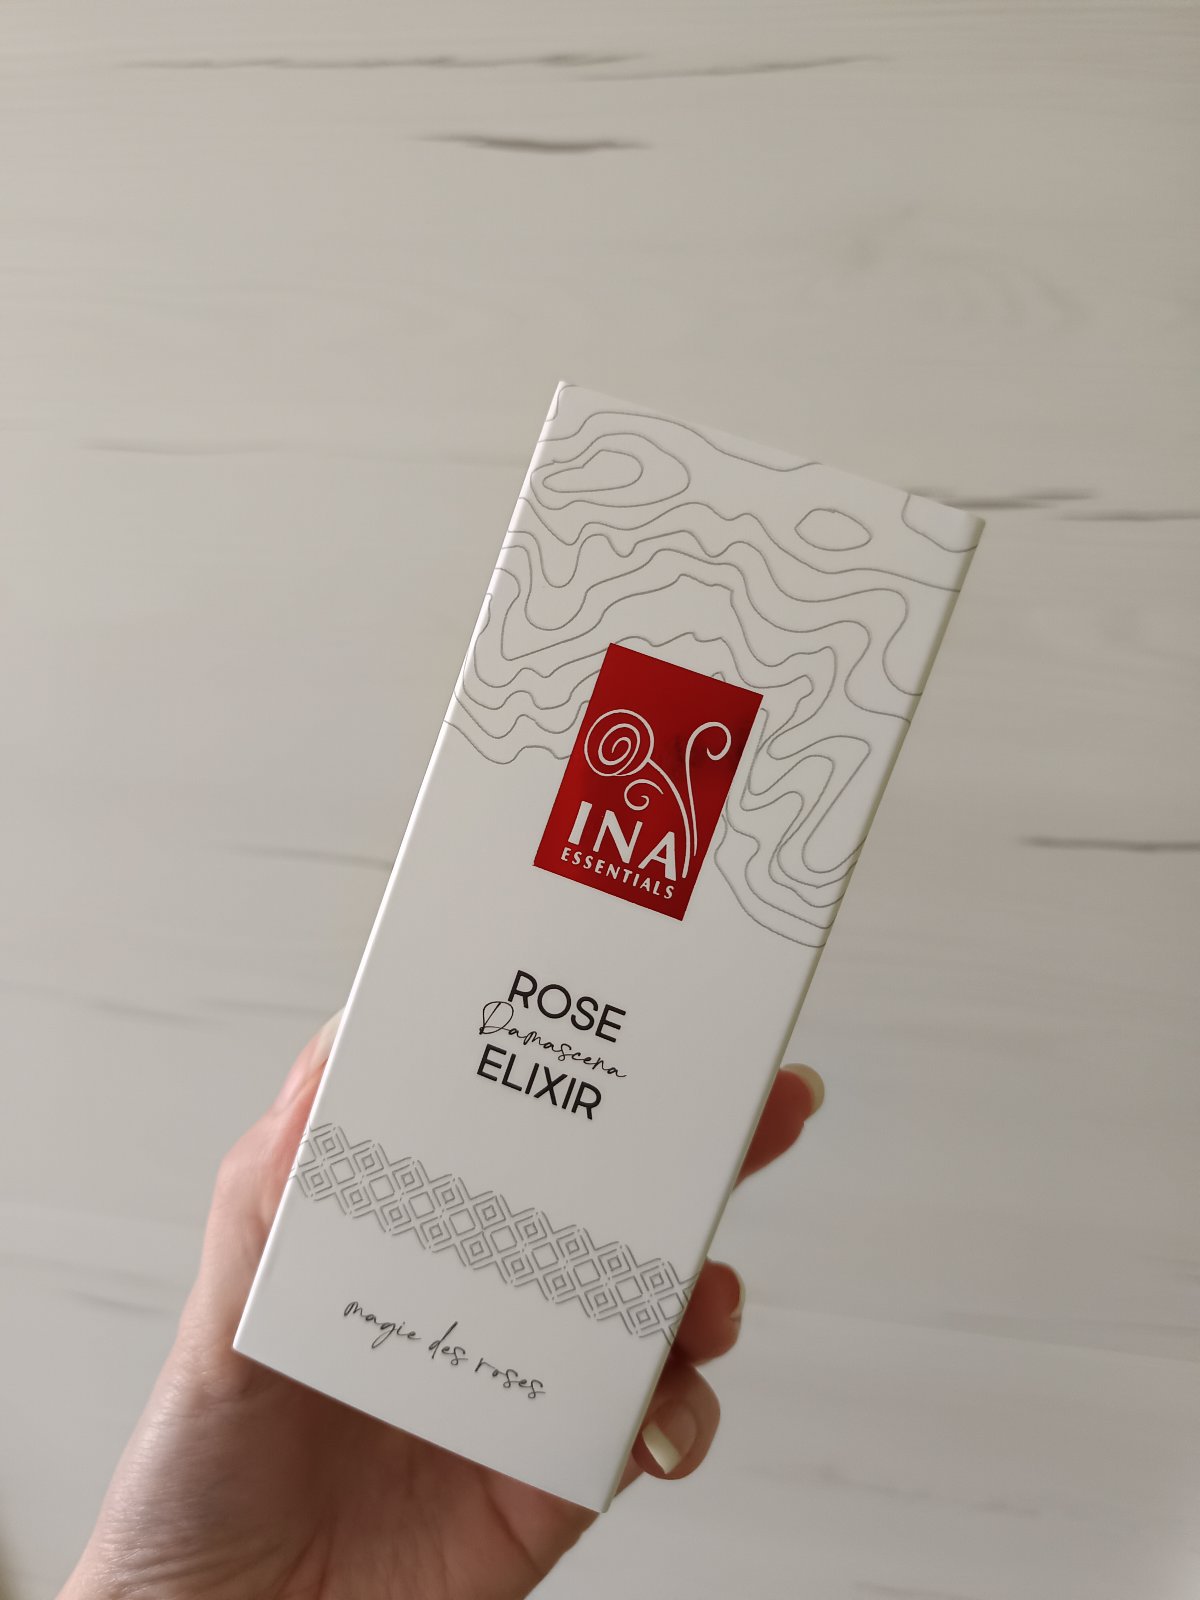 INA
ESSENTIALS
ROSE
Damascena
ELIXIR
magie des roses